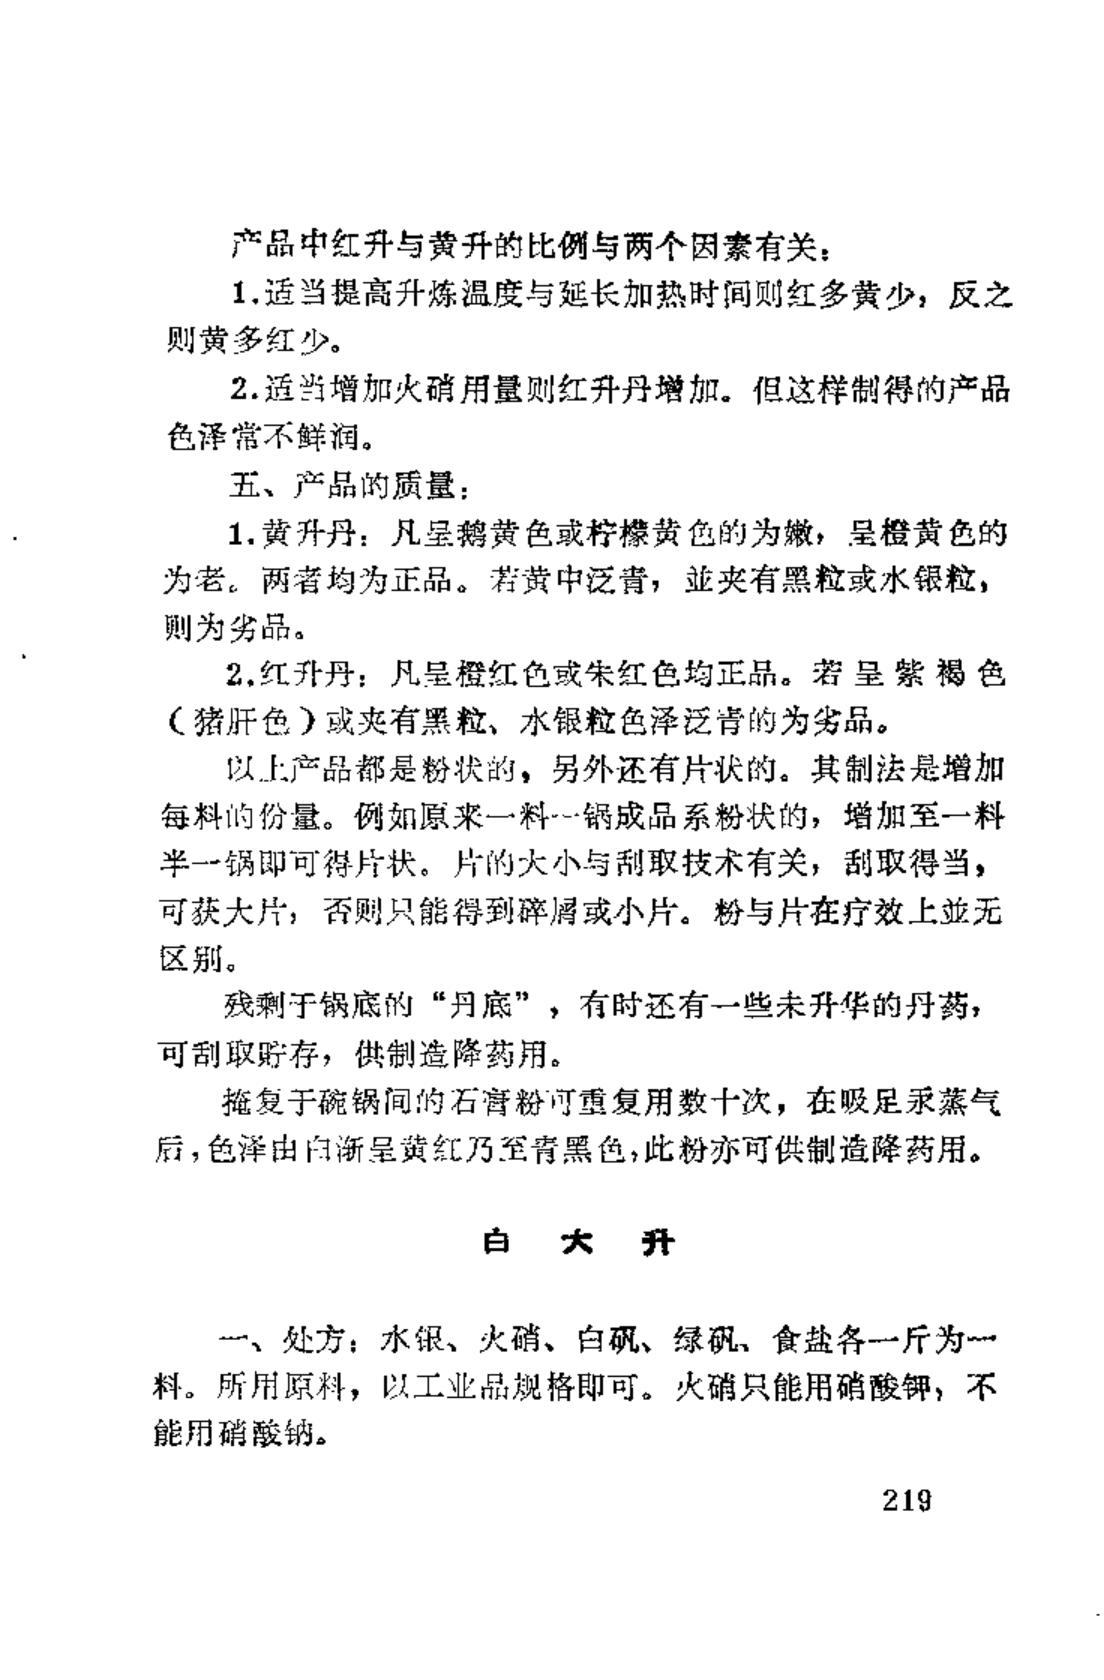 产品中红升与黄升的比例与两个因素有关：
1.适当提高升炼温度与延长加热时间则红多黄少，反之
则黄多红少。
2.适当增加火硝用量则红升丹增加。但这样制得的产品
色泽常不鲜润。
五、产品的质量：
1.黄升丹：凡呈鹅黄色或柠檬黄色的为嫩，呈橙黄色的
为老。两者均为正品。若黄中泛青，並夹有黑粒或水银粒，
则为劣品。
2.红升丹：凡呈橙红色或朱红色均正品。若呈紫褐色
（猪肝色）或夹有黑粒、水银粒色泽泛青的为劣品。
以上产品都是粉状的，另外还有片状的。其制法是增加
每料的份量。例如原来一料一锅成品系粉状的，增加至一料
半一锅即可得片状。片的大小与刮取技术有关，刮取得当，
可获大片，否则只能得到碎屑或小片。粉与片在疗效上並无
区别。
残剩于锅底的“丹底”，有时还有一些未升华的丹药，
可刮取贮存，供制造降药用。
掩复于碗锅间的石膏粉可重复用数十次，在吸足汞蒸气
后，色泽由白渐呈黄红乃至青黑色，此粉亦可供制造降药用。
白大升
一、处方：水银、火硝、白矾、绿矾、食盐各一斤为一
料。所用原料，以工业品规格即可。火硝只能用硝酸钾，不
能用硝酸钠。
219